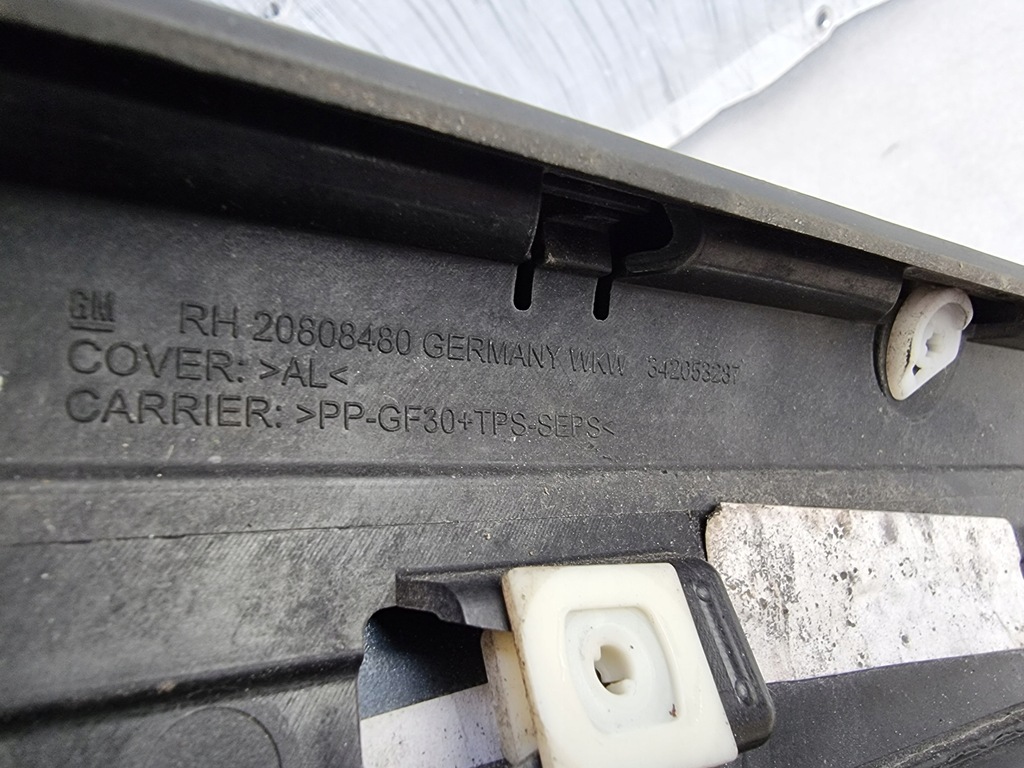 GM RH 20808480 GERMANY WKW 342053287
COVER: >AL<
CARRIER: >PP-GF30+TPS-SEPS<